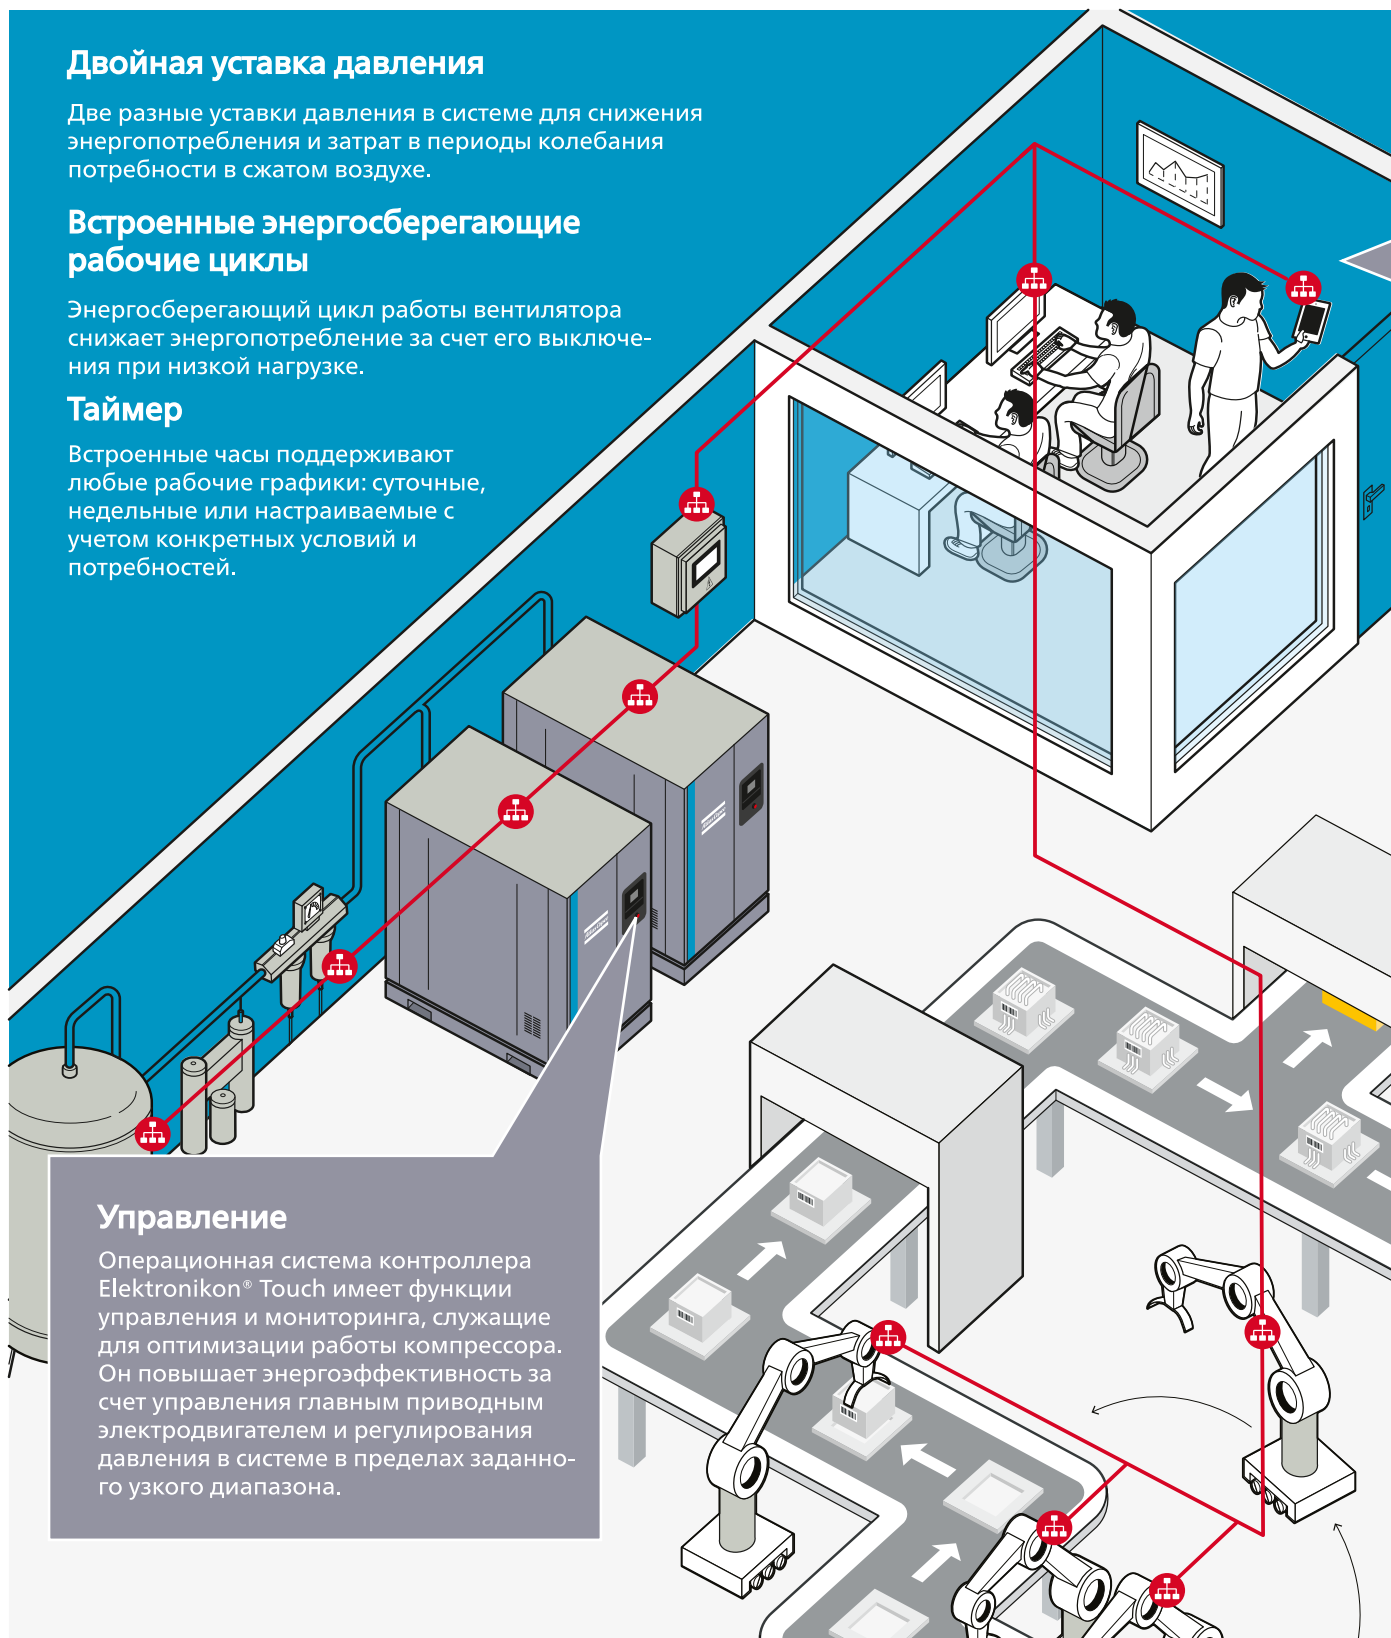 Двойная уставка давления
Две разные уставки давления в системе для снижения
энергопотребления и затрат в периоды колебания
потребности в сжатом воздухе.
Встроенные энергосберегающие
рабочие циклы
Энергосберегающий цикл работы вентилятора
снижает энергопотребление за счет его выключе-
ния при низкой нагрузке.
Таймер
Встроенные часы поддерживают
любые рабочие графики: суточные,
недельные или настраиваемые с
учетом конкретных условий и
потребностей.
Управление
Операционная система контроллера
Elektronikon® Touch имеет функции
управления и мониторинга, служащие
для оптимизации работы компрессора.
Он повышает энергоэффективность за
счет управления главным приводным
электродвигателем и регулирования
давления в системе в пределах заданно-
го узкого диапазона.